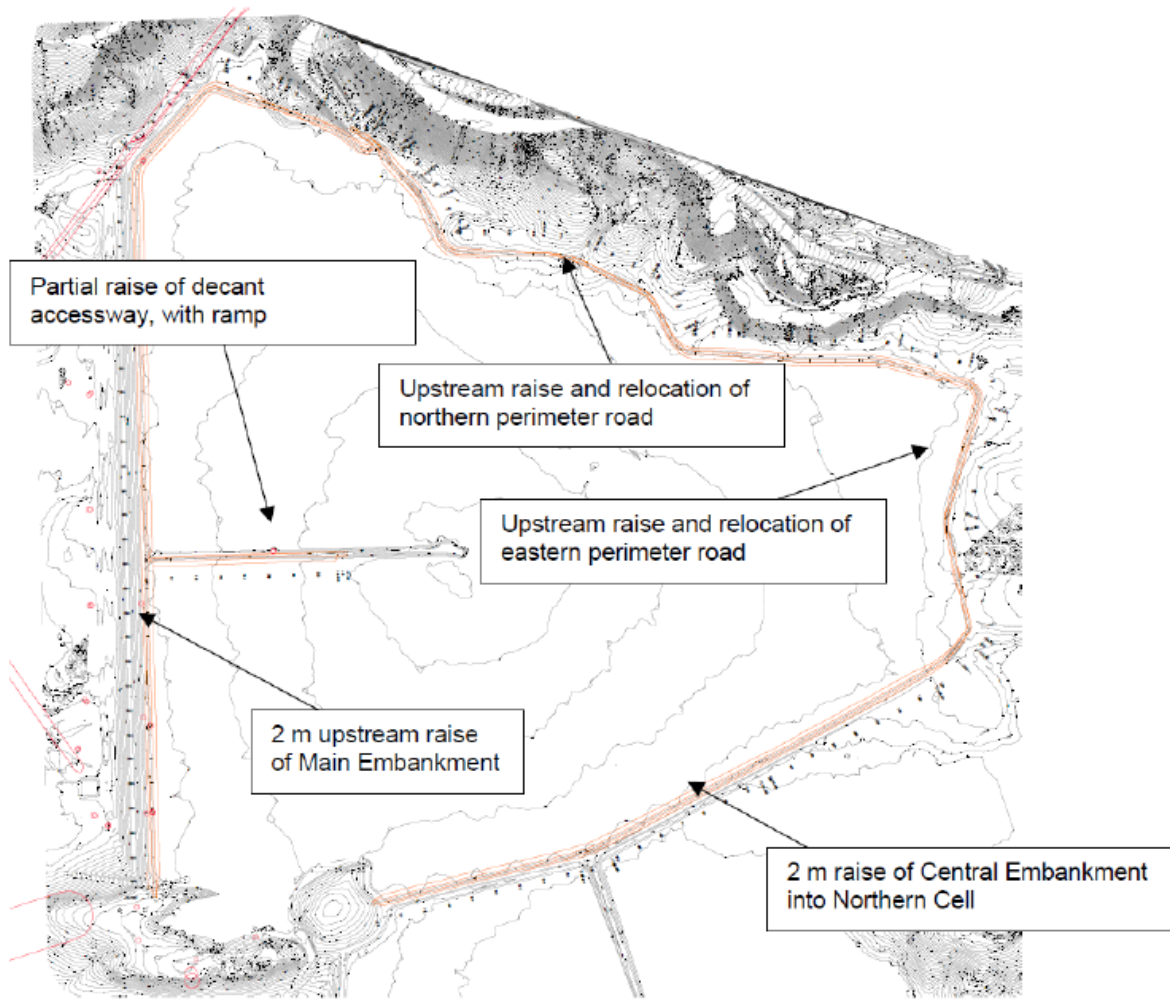 Partial raise of decant
accessway, with ramp
Upstream raise and relocation of
northern perimeter road
Upstream raise and relocation of
eastern perimeter road
2 m upstream raise
of Main Embankment
2 m raise of Central Embankment
into Northern Cell